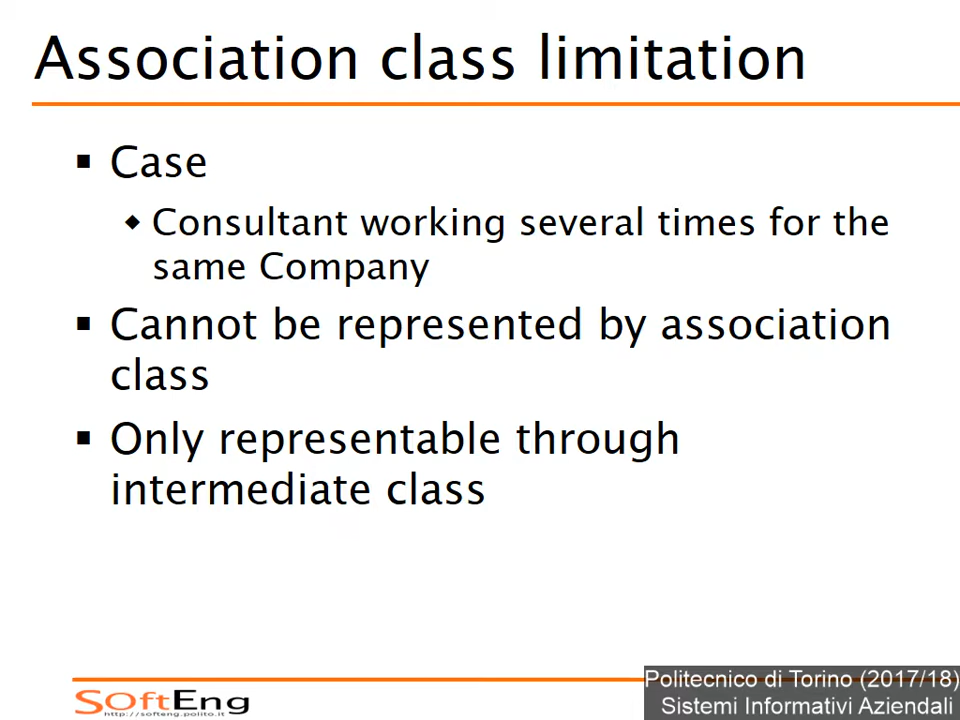 Association class limitation
Case
Consultant working several times for the
same Company
Cannot be represented by association
class
Only representable through
intermediate class
SOftEng
http://softeng.polito.it
Politecnico di Torino (2017/18)
Sistemi Informativi Aziendali